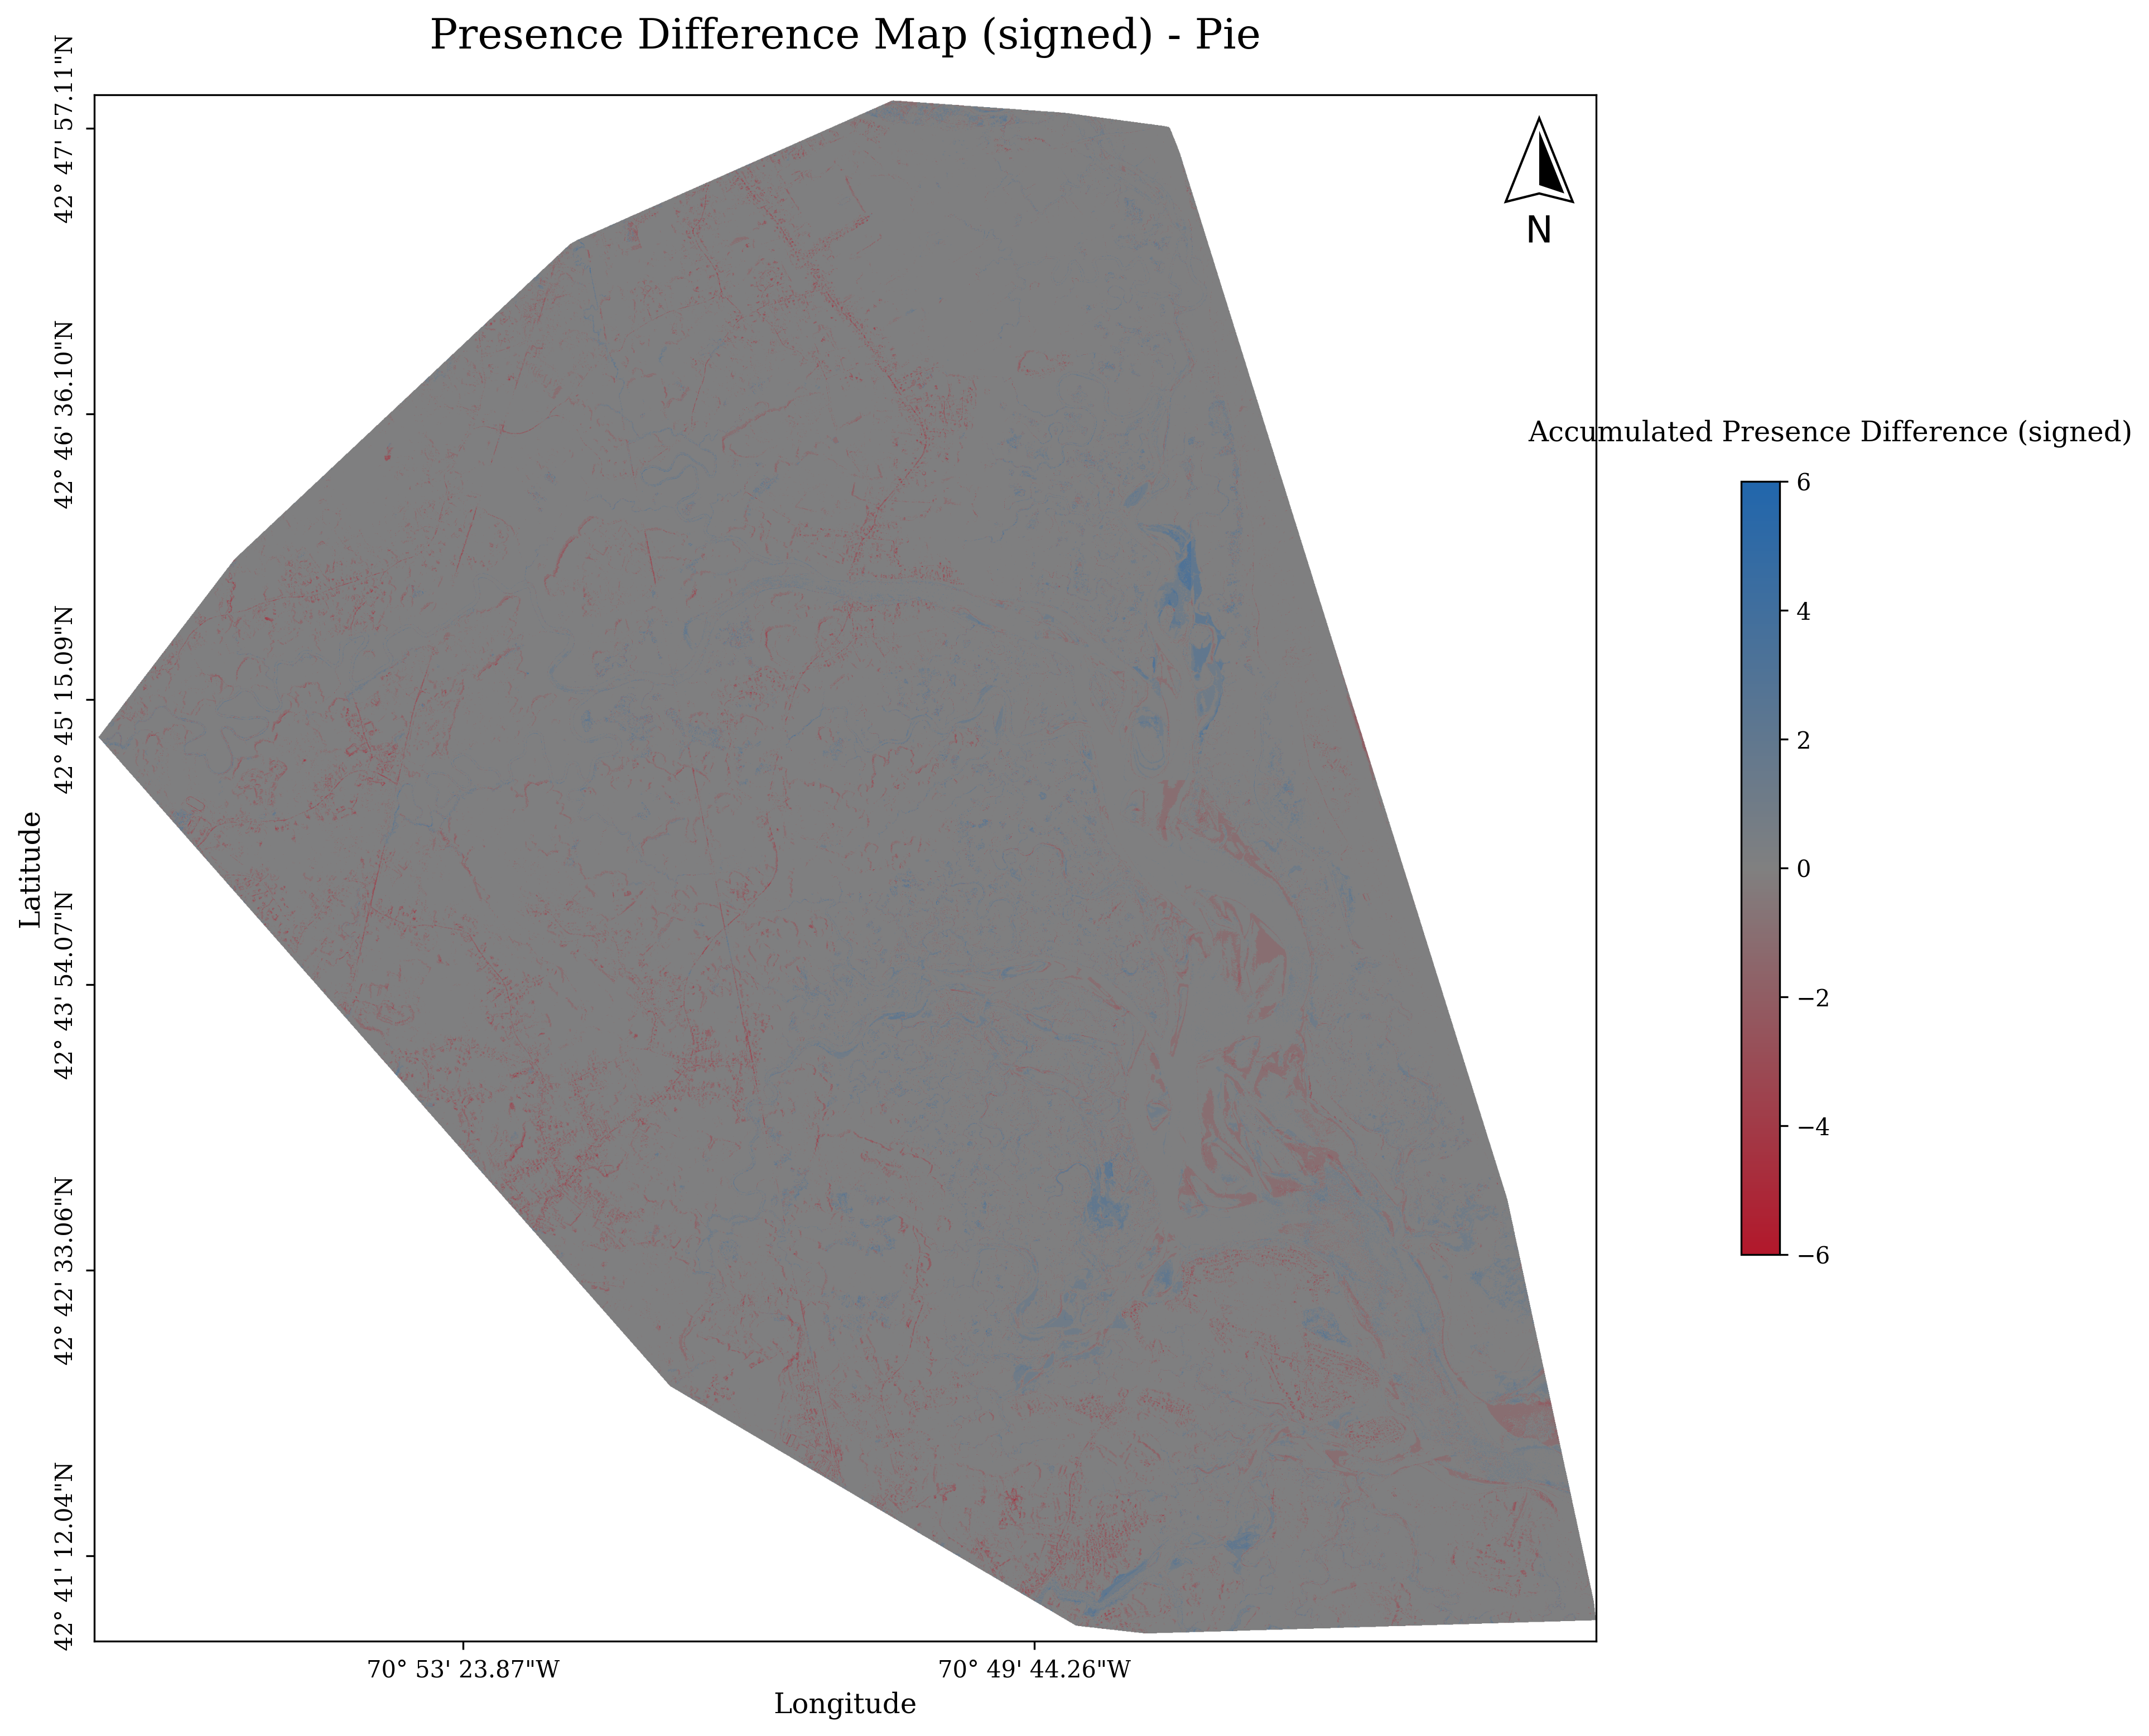 Presence Difference Map (signed) - Pie
N
42° 47' 57.11"N
42° 46' 36.10"N
42° 45' 15.09"N
42° 43' 54.07"N
42° 42' 33.06"N
42° 41' 12.04"N
Latitude
70° 53' 23.87"W
70° 49' 44.26"W
Longitude
Accumulated Presence Difference (signed)
6
4
2
0
−2
−4
−6